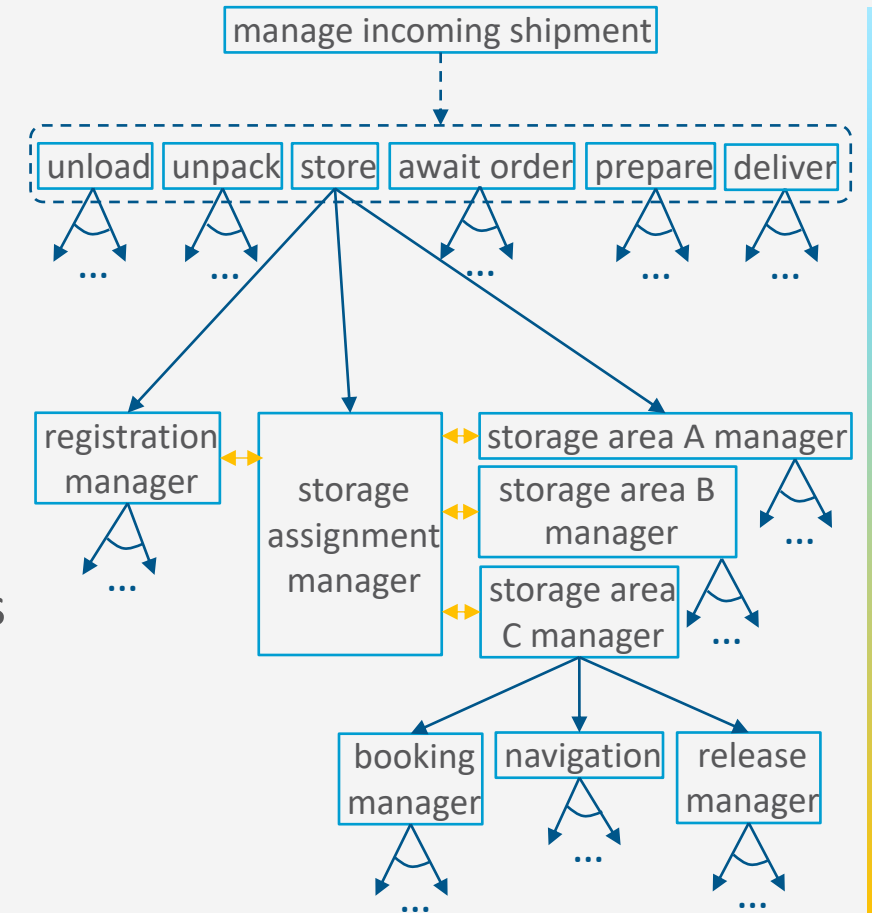 manage incoming shipment
unload unpack store await order prepare deliver
... ... ... ... ...
registration
manager
storage
assignment
manager
storage area A manager
storage area B
manager
storage area
C manager
...
...
...
s
booking
manager
navigation
release
manager
...
...
...